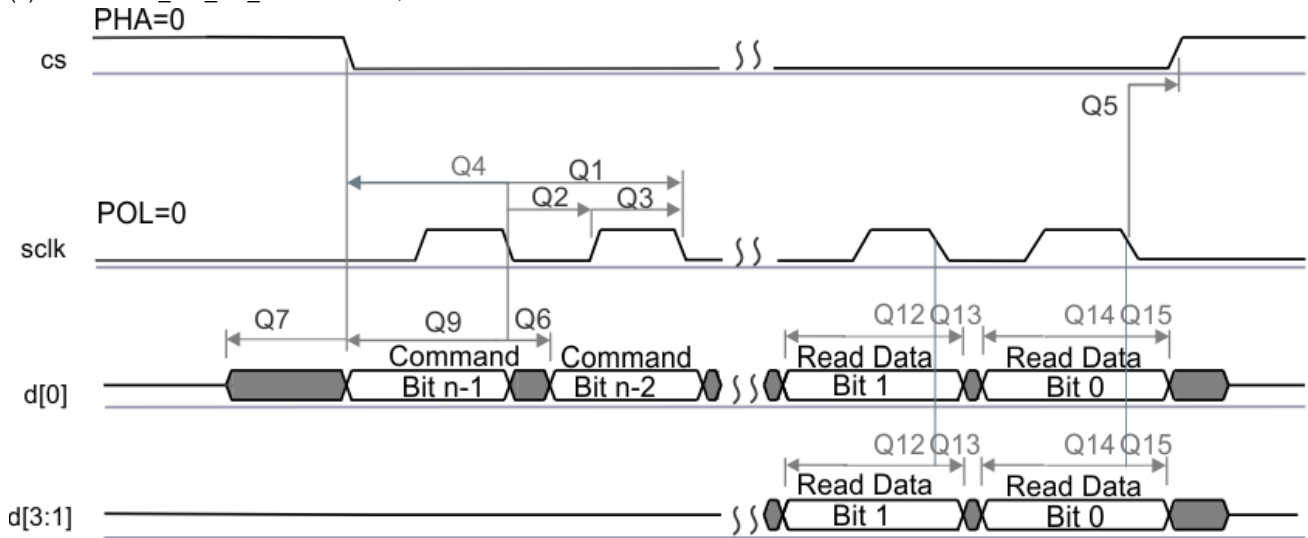 PHA=0
cs
Q5
Q4 Q1
Q2 Q3
POL=0
sclk
Q7 Q9 Q6 Q12 Q13 Q14 Q15
Command Command Read Data Read Data
d[0] Bit n-1 Bit n-2 Bit 1 Bit 0
Q12 Q13 Q14 Q15
Read Data Read Data
d[3:1] Bit 1 Bit 0